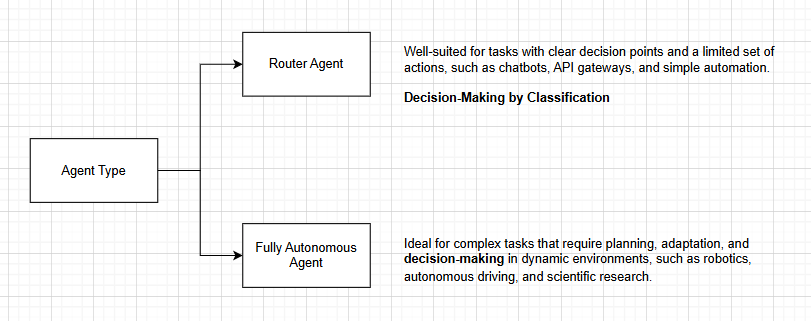 Router Agent
Well-suited for tasks with clear decision points and a limited set of
actions, such as chatbots, API gateways, and simple automation.
Decision-Making by Classification
Agent Type
Fully Autonomous
Agent
Ideal for complex tasks that require planning, adaptation, and
decision-making in dynamic environments, such as robotics,
autonomous driving, and scientific research.